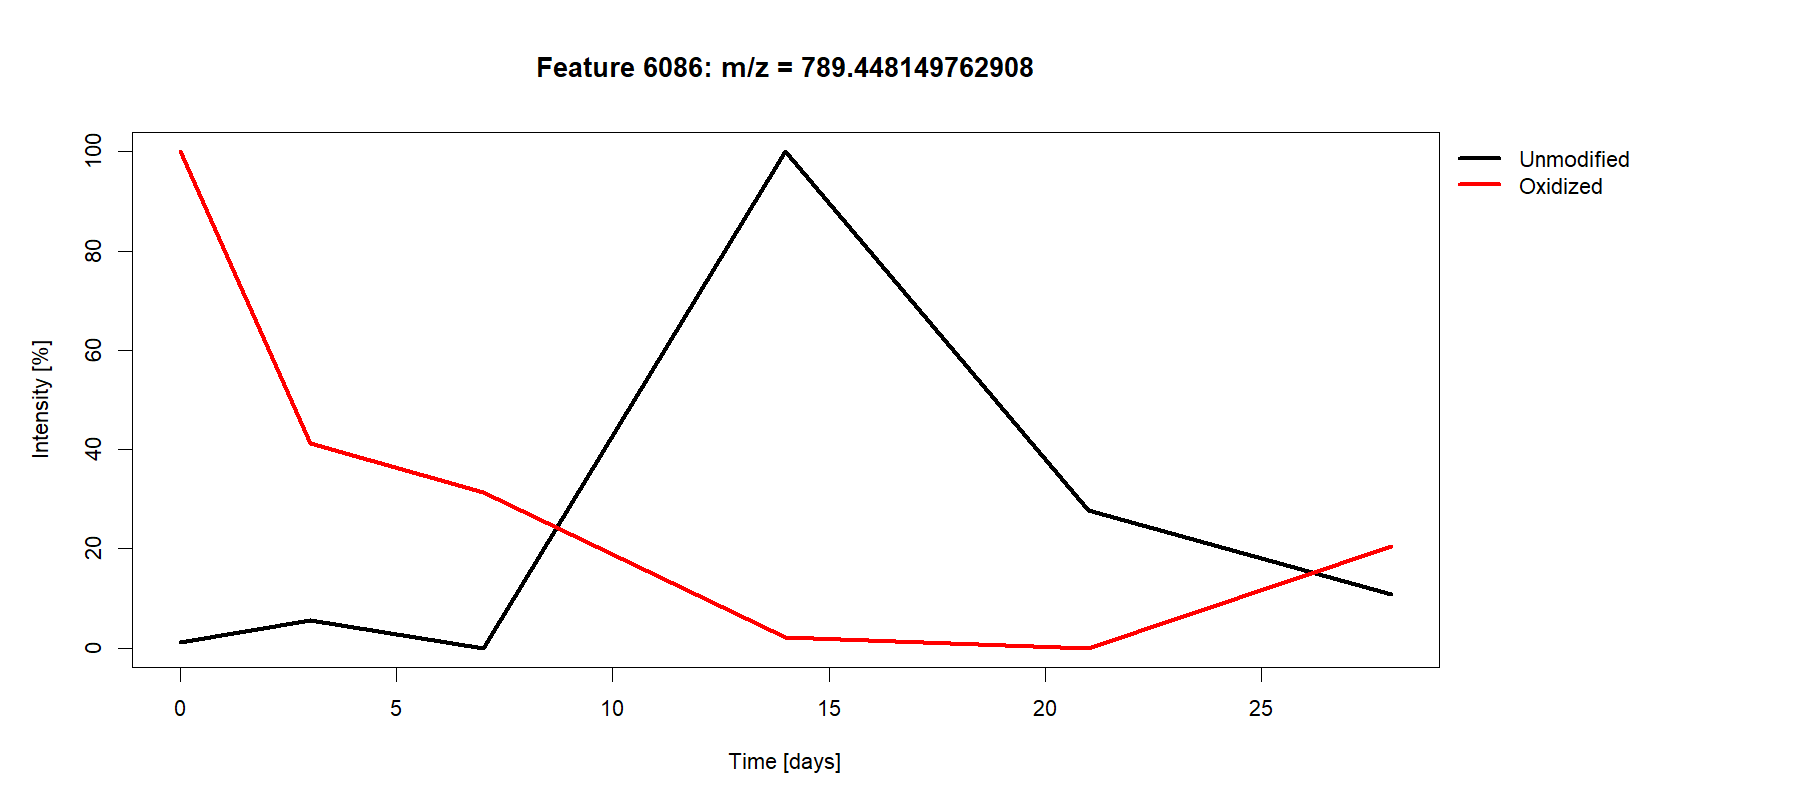 Feature 6086: m/z = 789.448149762908
Unmodified
Oxidized
Intensity [%]
100
80
60
40
20
0
0 5 10 15 20 25
Time [days]